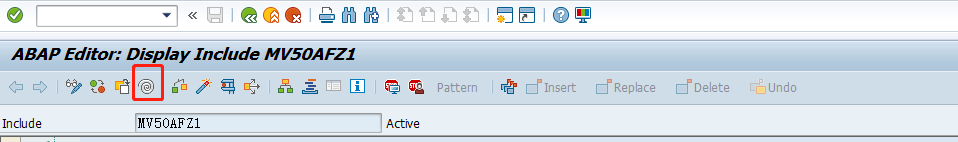 ABAP Editor: Display Include MV50AFZ1
Pattern Insert Replace Delete Undo
Include MV50AFZ1 Active